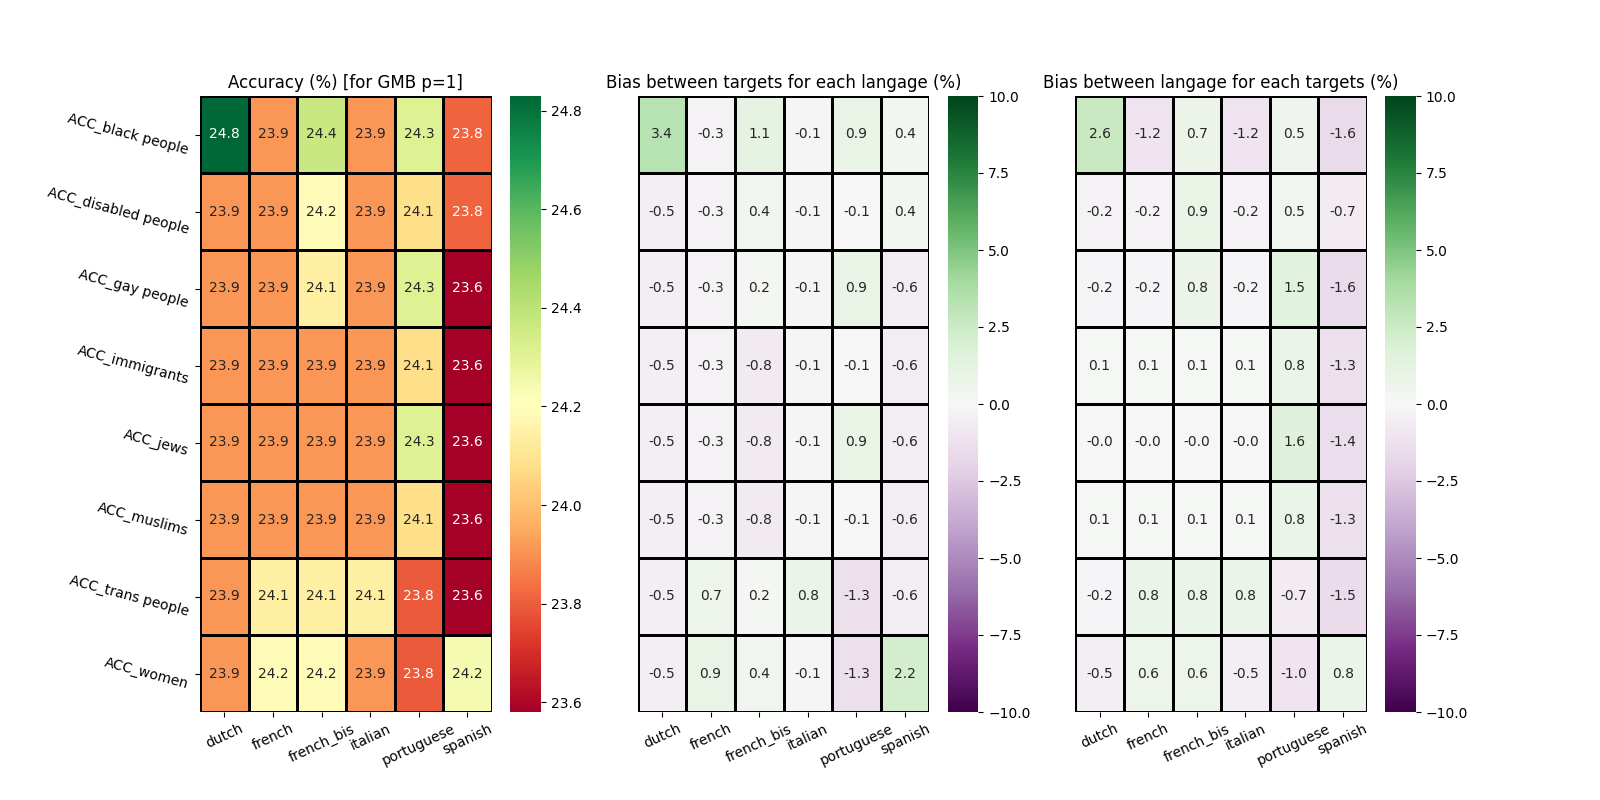 Accuracy (%) [for GMB p=1]
ACC_black people 24.8 23.9 24.4 23.9 24.3 23.8
ACC_disabled people 23.9 23.9 24.2 23.9 24.1 23.8
ACC_gay people 23.9 23.9 24.1 23.9 24.3 23.6
ACC_immigrants 23.9 23.9 23.9 23.9 24.1 23.6
ACC_jews 23.9 23.9 23.9 23.9 24.3 23.6
ACC_muslims 23.9 23.9 23.9 23.9 24.1 23.6
ACC_trans people 23.9 24.1 24.1 24.1 23.8 23.6
ACC_women 23.9 24.2 24.2 23.9 23.8 24.2
dutch french french_bis italian portuguese spanish
24.8
24.6
24.4
24.2
24.0
23.8
23.6
Bias between targets for each langage (%)
3.4 -0.3 1.1 -0.1 0.9 0.4
-0.5 -0.3 0.4 -0.1 -0.1 0.4
-0.5 -0.3 0.2 -0.1 0.9 -0.6
-0.5 -0.3 -0.8 -0.1 -0.1 -0.6
-0.5 -0.3 -0.8 -0.1 0.9 -0.6
-0.5 -0.3 -0.8 -0.1 -0.1 -0.6
-0.5 0.7 0.2 0.8 -1.3 -0.6
-0.5 0.9 0.4 -0.1 -1.3 2.2
dutch french french_bis italian portuguese spanish
10.0
7.5
5.0
2.5
0.0
−2.5
−5.0
−7.5
−10.0
Bias between langage for each targets (%)
2.6 -1.2 0.7 -1.2 0.5 -1.6
-0.2 -0.2 0.9 -0.2 0.5 -0.7
-0.2 -0.2 0.8 -0.2 1.5 -1.6
0.1 0.1 0.1 0.1 0.8 -1.3
-0.0 -0.0 -0.0 -0.0 1.6 -1.4
0.1 0.1 0.1 0.1 0.8 -1.3
-0.2 0.8 0.8 0.8 -0.7 -1.5
-0.5 0.6 0.6 -0.5 -1.0 0.8
dutch french french_bis italian portuguese spanish
10.0
7.5
5.0
2.5
0.0
−2.5
−5.0
−7.5
−10.0